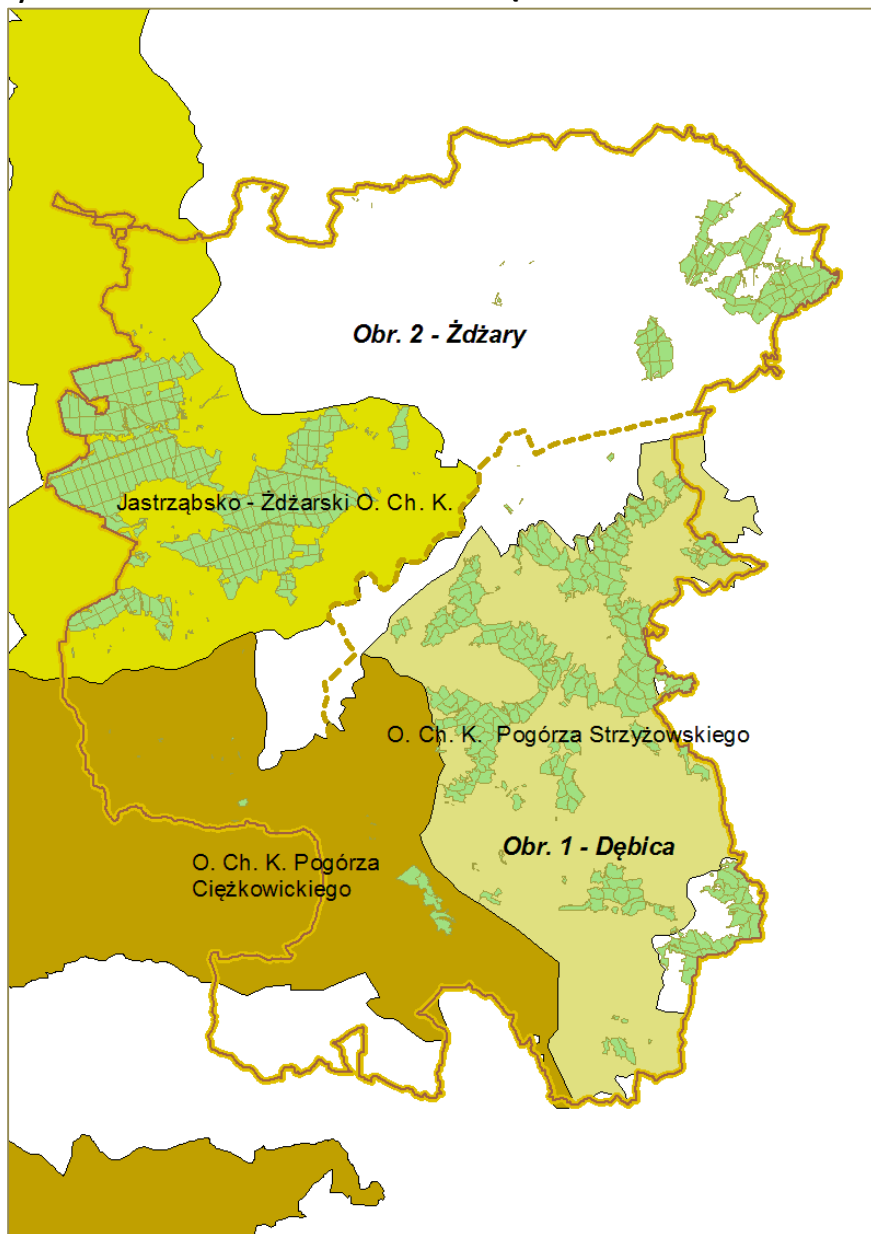 Obr. 2 - Żdżary
Jastrząbsko - Żdżarski O. Ch. K.
O. Ch. K. Pogórza Strzyżowskiego
Obr. 1 - Dębica
O. Ch. K. Pogórza
Ciężkowickiego